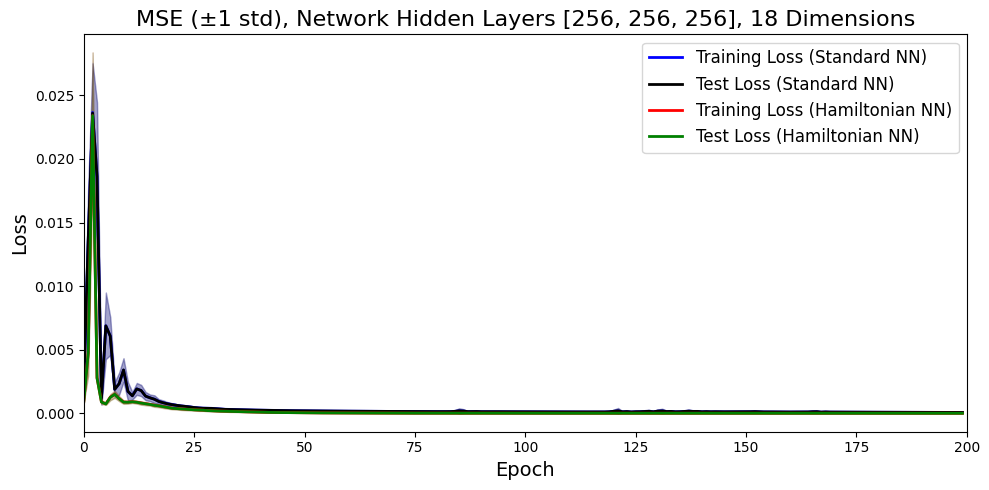 MSE (±1 std), Network Hidden Layers [256, 256, 256], 18 Dimensions
Training Loss (Standard NN)
Test Loss (Standard NN)
Training Loss (Hamiltonian NN)
Test Loss (Hamiltonian NN)
Loss
0.025
0.020
0.015
0.010
0.005
0.000
0 25 50 75 100 125 150 175 200
Epoch